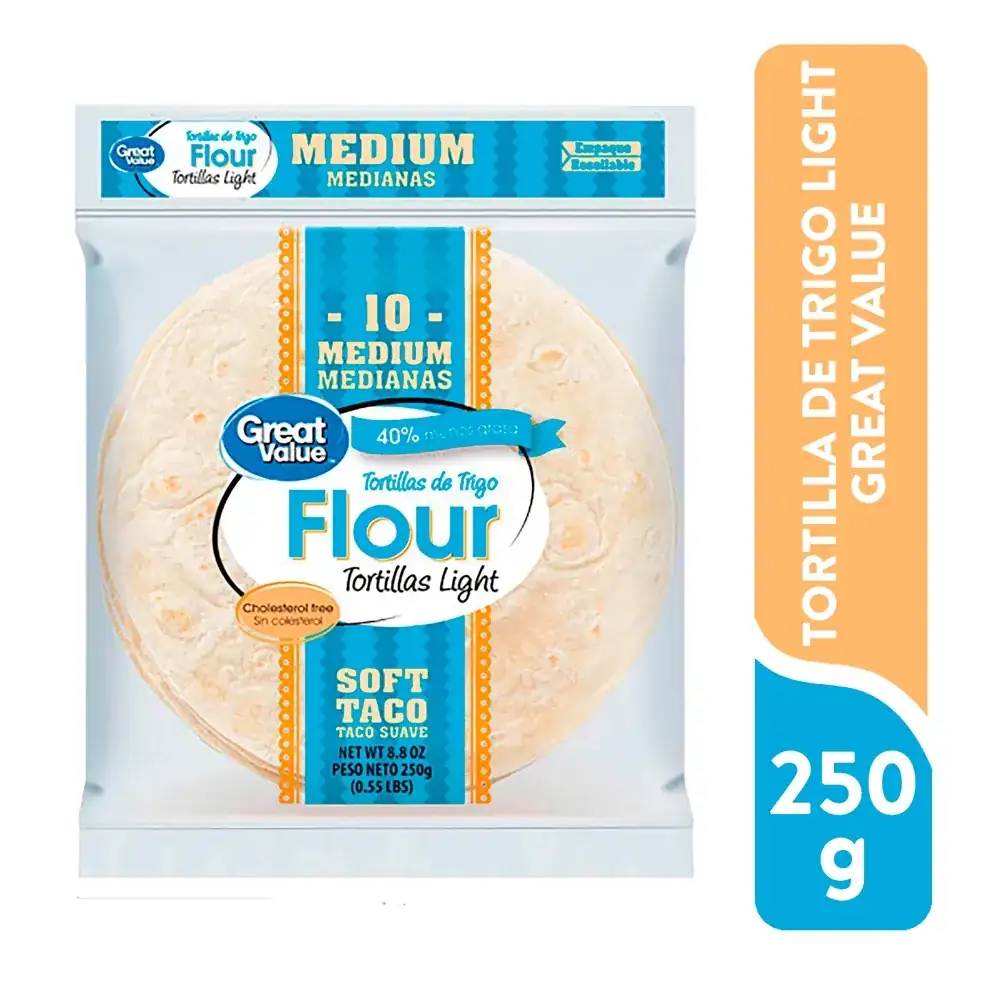 Great
Value
Tortillas de Trigo
Flour
Tortillas Light
MEDIUM
MEDIANAS
Empaque
Resellable
- 10 -
MEDIUM
MEDIANAS
Great
Value
40% menos grasa
Tortillas de Trigo
Flour
Tortillas Light
Cholesterol free
Sin colesterol
SOFT
TACO
TACO SUAVE
NET WT 8.8 OZ
PESO NETO 250g
(0.55 LBS)
TORTILLA DE TRIGO LIGHT
GREAT VALUE
250
g